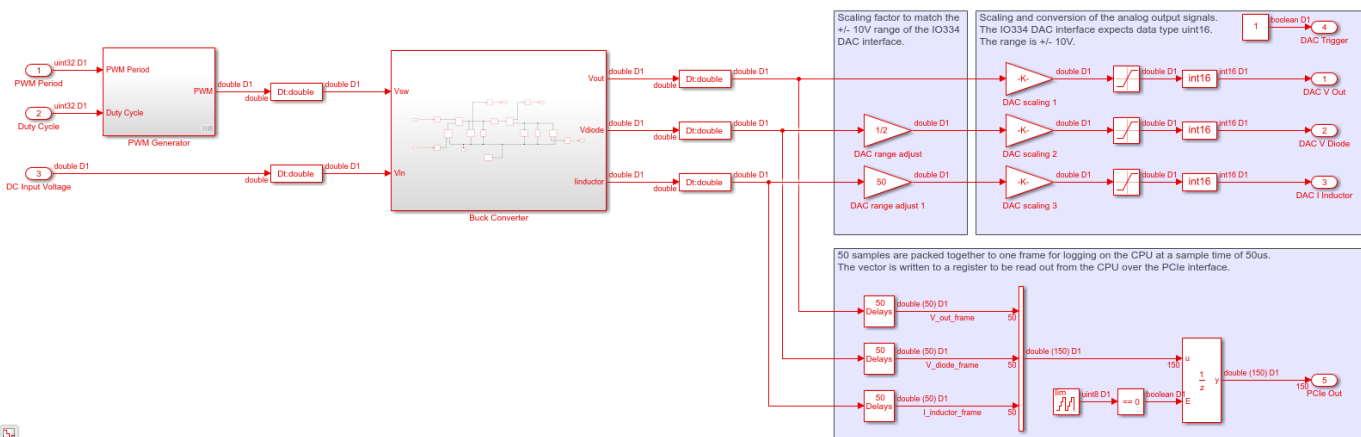 Scaling factor to match the
+/- 10V range of the IO334
DAC interface.
Scaling and conversion of the analog output signals.
The IO334 DAC interface expects data type uint16.
The range is +/- 10V.
1
boolean D1
4
DAC Trigger
1
uint32 D1
PWM Period
PWM Period
PWM
Duty Cycle
PWM Generator
2
uint32 D1
Duty Cycle
double D1
double
Dt:double
double D1
3
double D1
DC Input Voltage
double
Dt:double
double D1
Vsw
Vin
Vout
Vdiode
Iinductor
Buck Converter
double D1
double
Dt:double
double D1
-K-
DAC scaling 1
double D1
double D1
int16
int16 D1
1
DAC V Out
double D1
double
Dt:double
double D1
1/2
DAC range adjust
double D1
-K-
DAC scaling 2
double D1
double D1
int16
int16 D1
2
DAC V Diode
double D1
double
Dt:double
double D1
50
DAC range adjust 1
double D1
-K-
DAC scaling 3
double D1
double D1
int16
int16 D1
3
DAC I Inductor
50 samples are packed together to one frame for logging on the CPU at a sample time of 50us.
The vector is written to a register to be read out from the CPU over the PCIe interface.
50
Delays
double (50) D1
V_out_frame
50
50
Delays
double (50) D1
V_diode_frame
50
50
Delays
double (50) D1
I_inductor_frame
50
double (150) D1
150
lim
uint8 D1
== 0
boolean D1
u
E
1
z
y
double (150) D1
150
5
PCIe Out